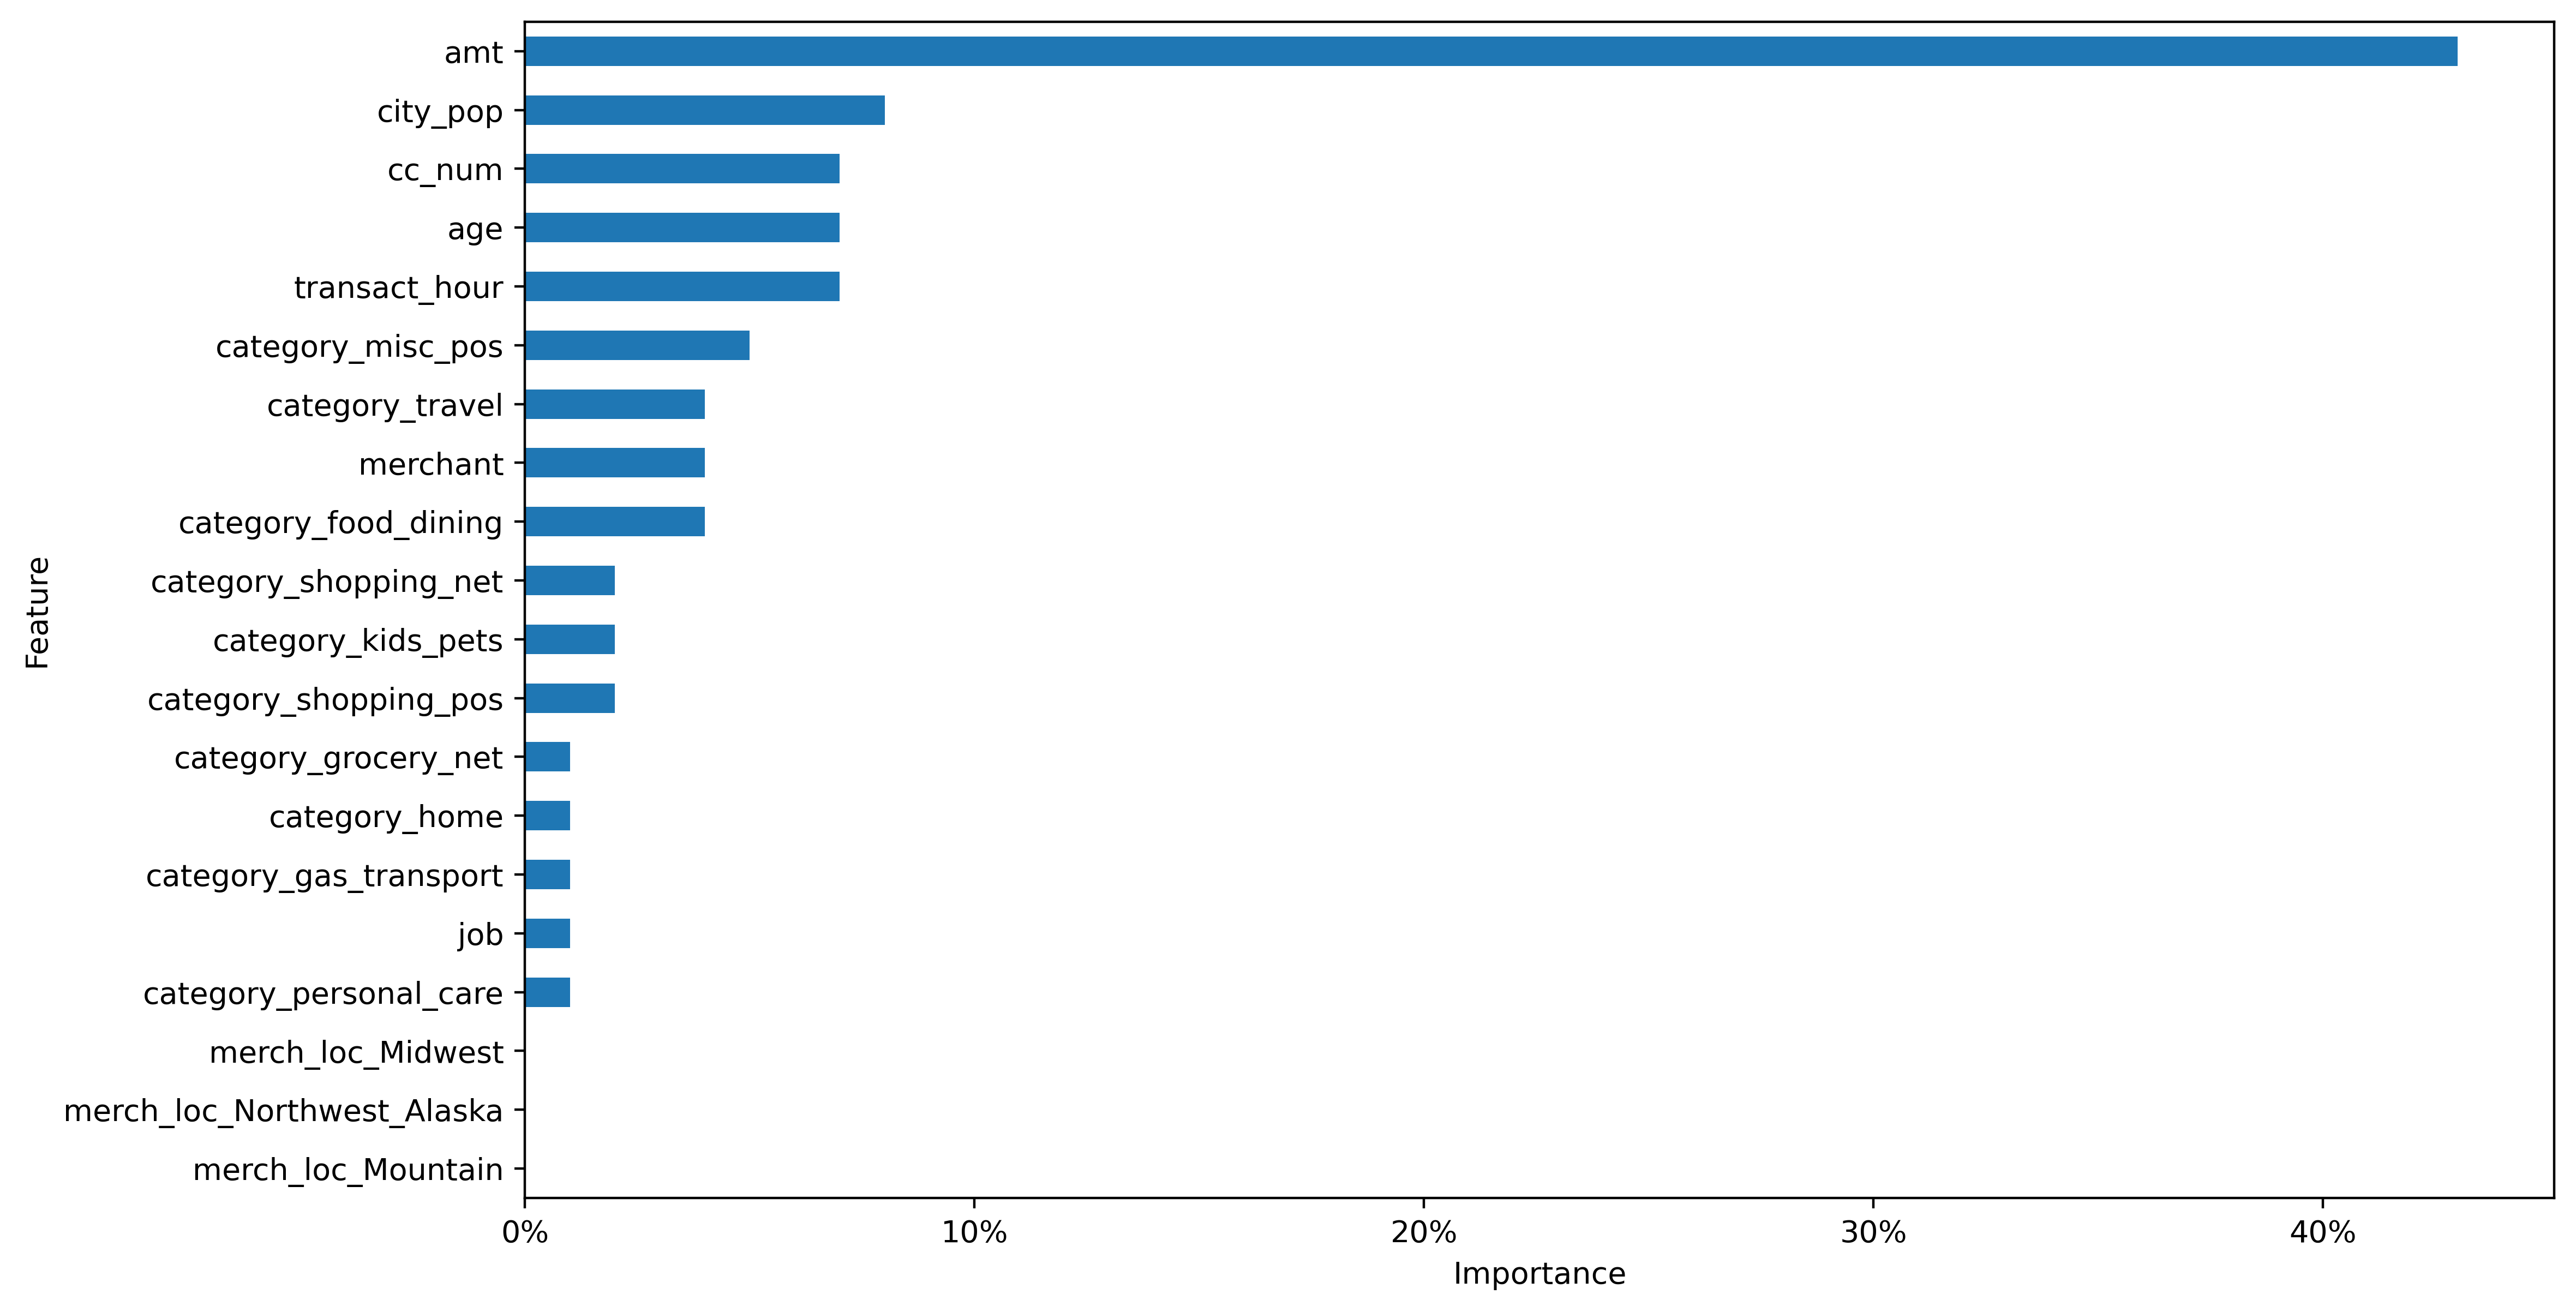 amt
city_pop
cc_num
age
transact_hour
category_misc_pos
category_travel
merchant
category_food_dining
category_shopping_net
category_kids_pets
category_shopping_pos
category_grocery_net
category_home
category_gas_transport
job
category_personal_care
merch_loc_Midwest
merch_loc_Northwest_Alaska
merch_loc_Mountain
Feature
0% 10% 20% 30% 40%
Importance